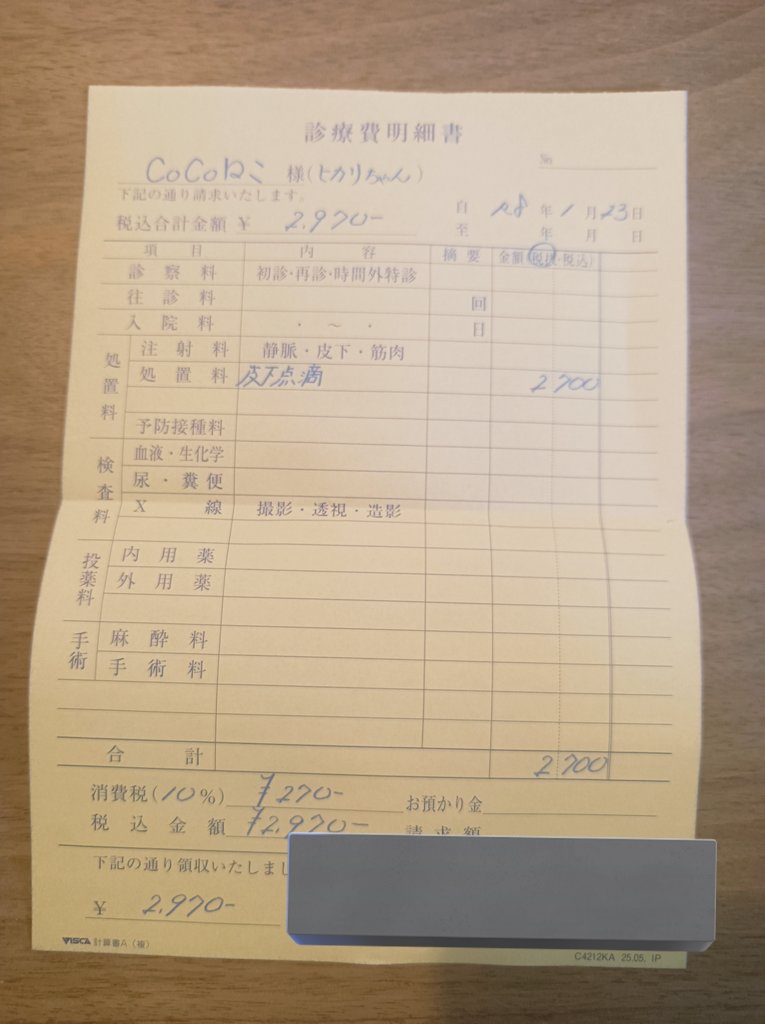 診療費明細書
CoCoロミ 様(ヒカリちゃん) №
下記の通り請求いたします。
税込合計金額 ¥ 2,970-
自 R8 年 1 月 23 日
至 年 月 日
項目 内容 摘要 金額(税抜・税込)
診察料 初診・再診・時間外特診
往診料 回
入院料 ・ ～ ・ 日
処置料
注射料 静脈・皮下・筋肉
処置料 皮下点滴 2700
予防接種料
検査料
血液・生化学
尿・糞便
X線 撮影・透視・造影
投薬料
内用薬
外用薬
手術
麻酔料
手術料
合計 2700
消費税(10%) ¥270- お預かり金
税込金額 ¥2,970- 請求額
下記の通り領収いたしまし
¥ 2,970-
VISCA 計算書A(複) C4212KA 25.05, IP